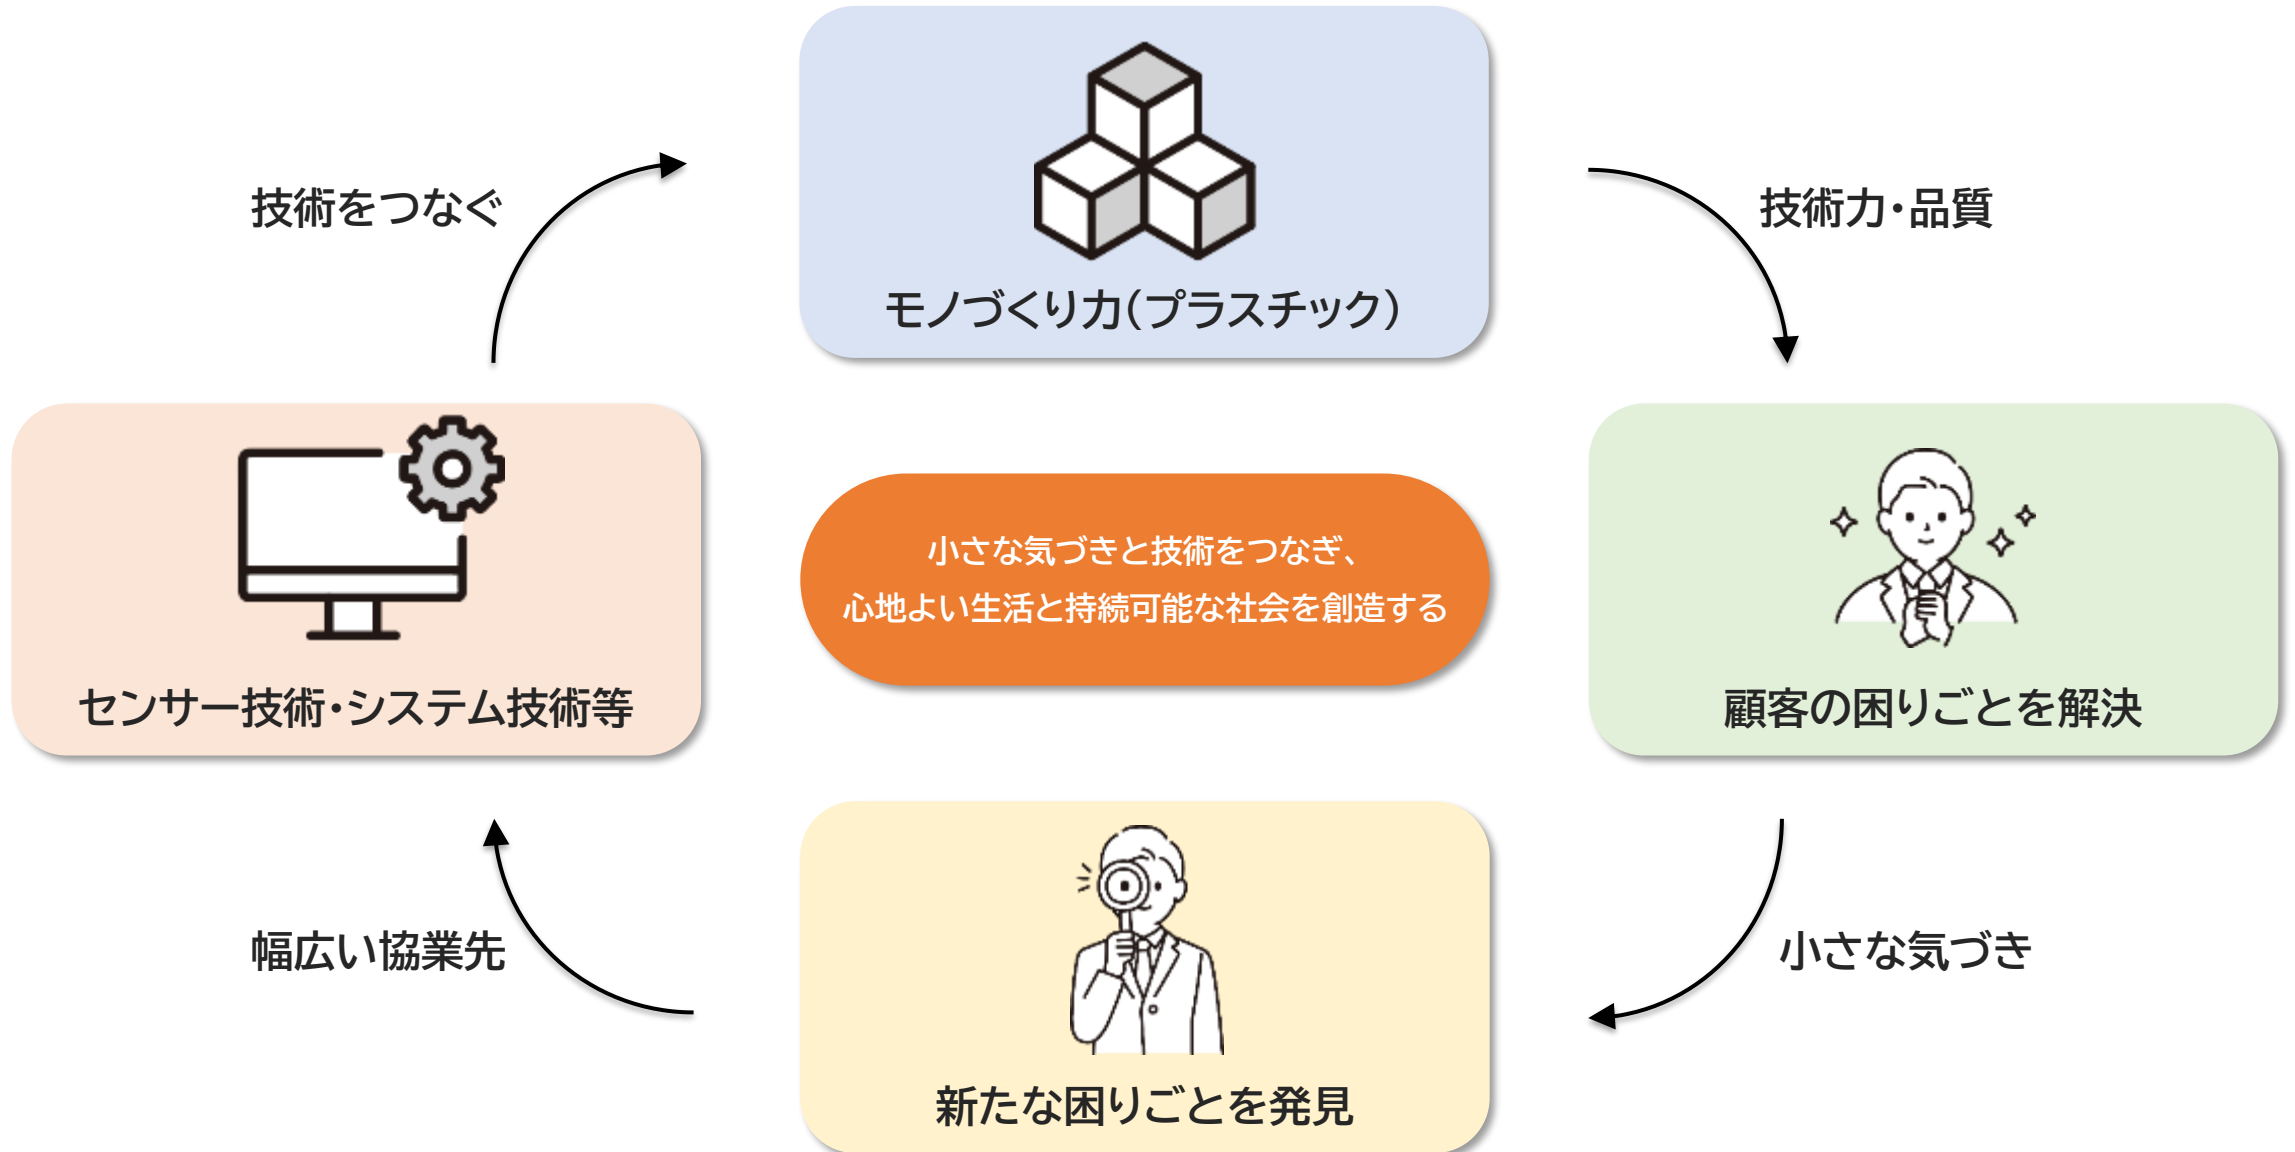 モノづくり力(プラスチック)
技術をつなぐ
技術力・品質
センサー技術・システム技術等
小さな気づきと技術をつなぎ、
心地よい生活と持続可能な社会を創造する
顧客の困りごとを解決
幅広い協業先
小さな気づき
新たな困りごとを発見